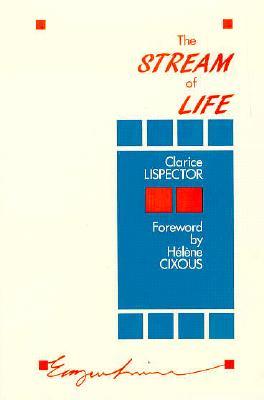 The
STREAM
of
LIFE
Clarice
LISPECTOR
Foreword
by
Hélène
CIXOUS